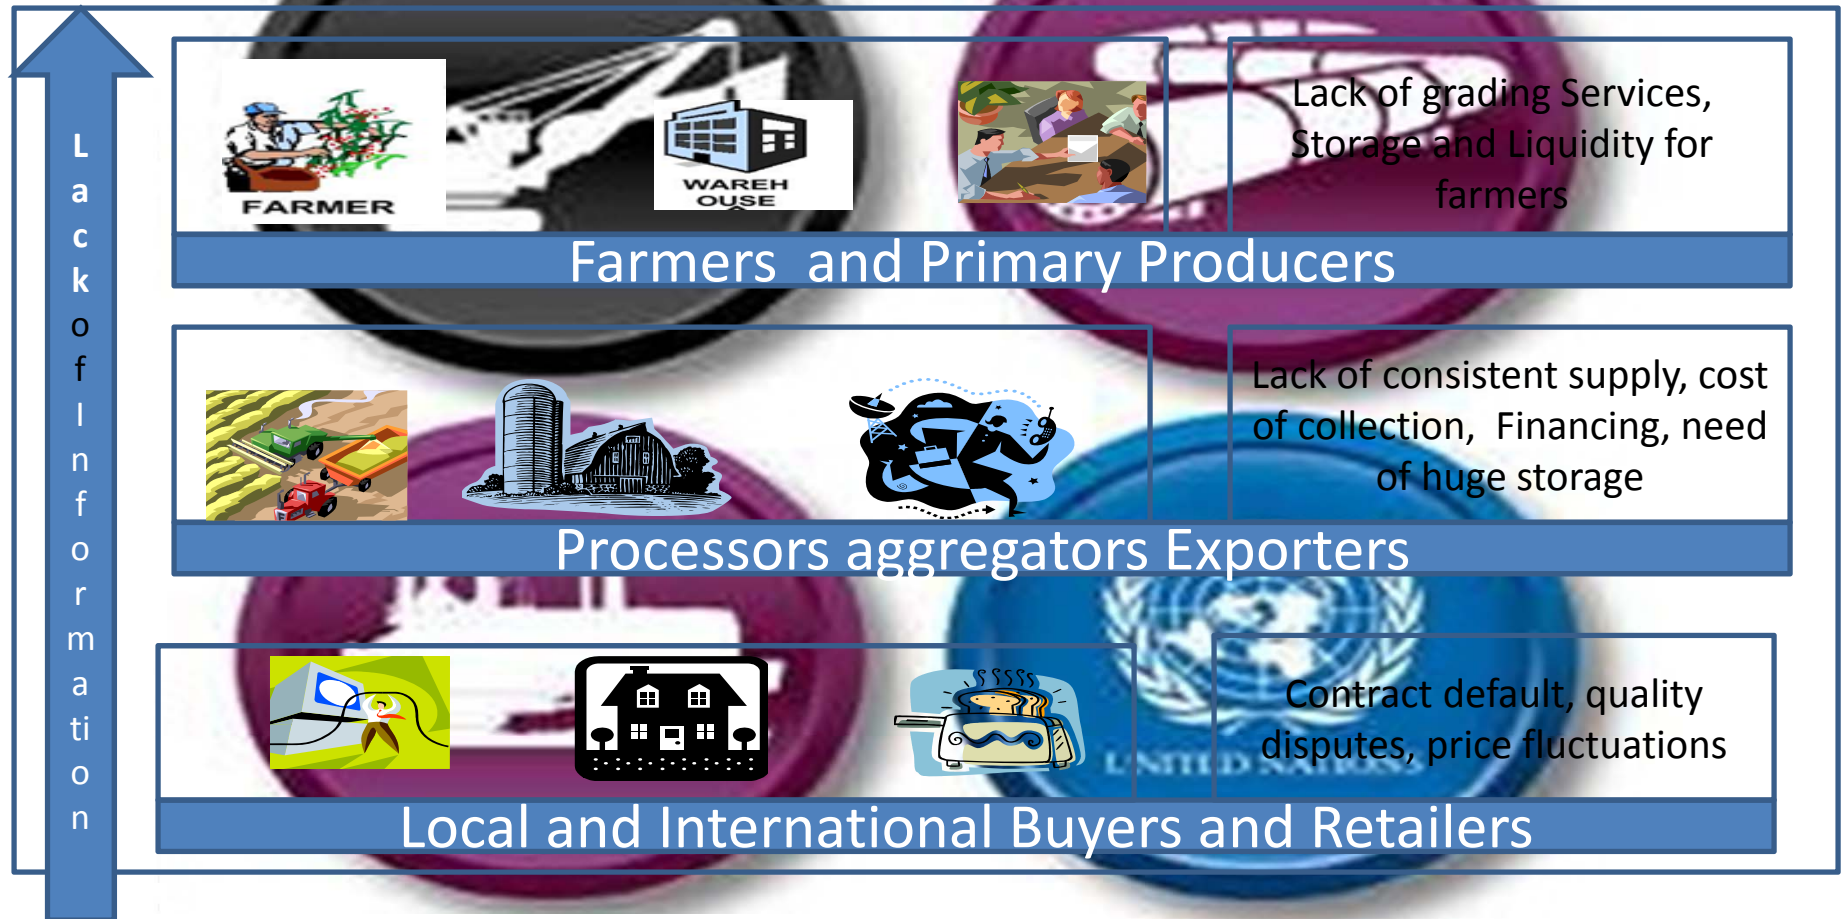 Lack of Information
FARMER
WAREH
OUSE
Lack of grading Services,
Storage and Liquidity for
farmers
Farmers and Primary Producers
Lack of consistent supply, cost
of collection, Financing, need
of huge storage
Processors aggregators Exporters
Contract default, quality
disputes, price fluctuations
UNITED NATIONS
Local and International Buyers and Retailers